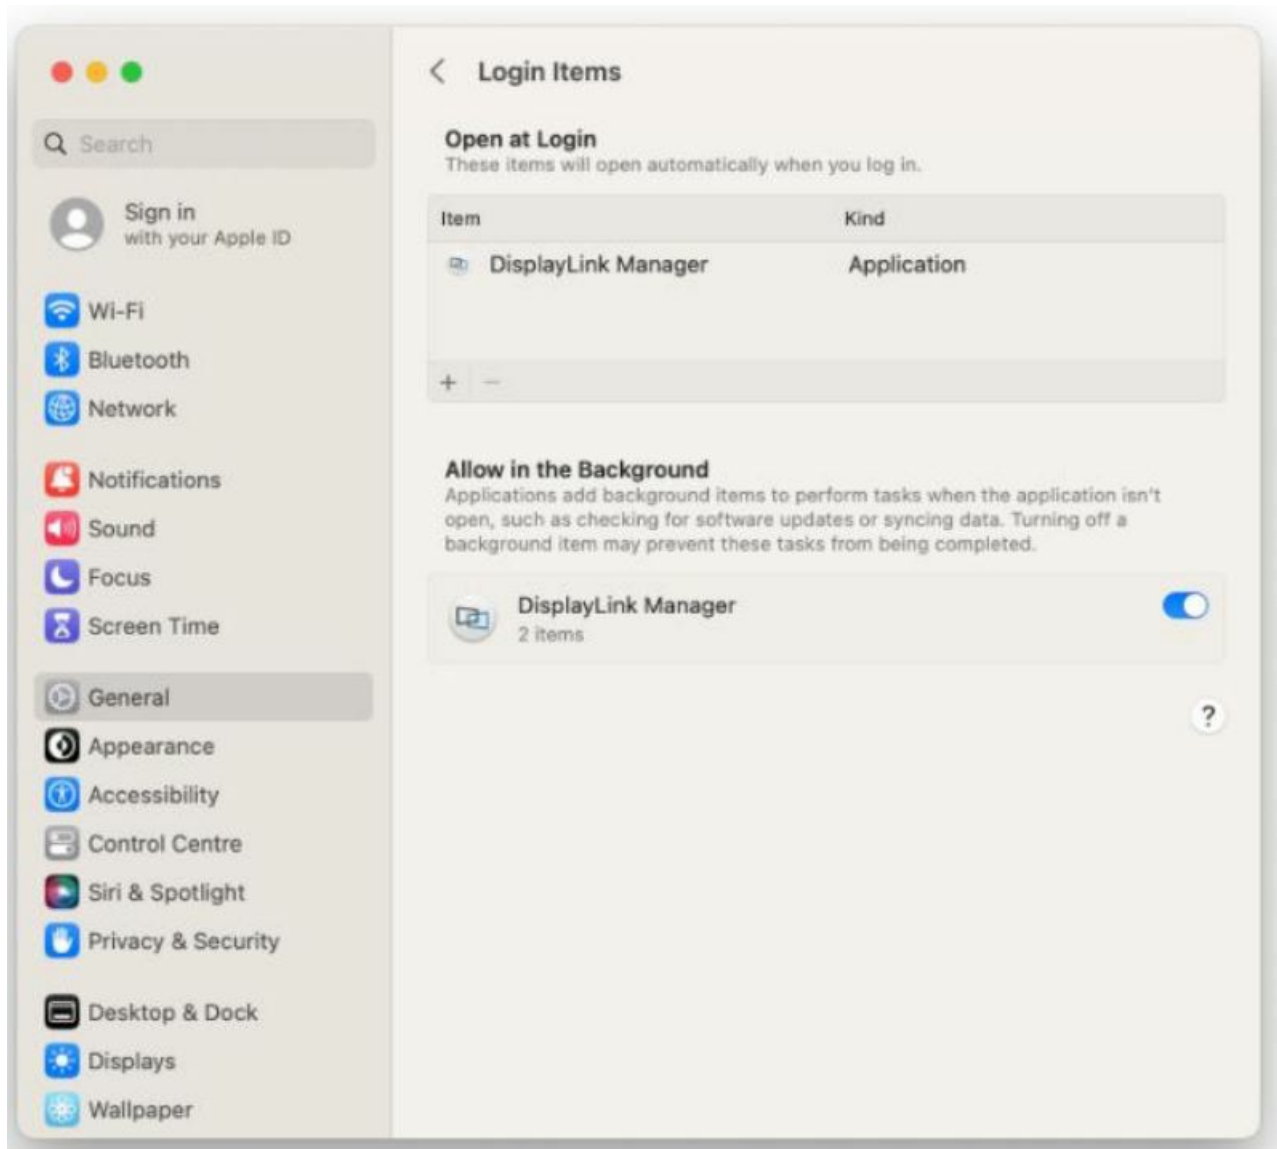 Login Items
Search
Sign in
with your Apple ID
Wi-Fi
Bluetooth
Network
Notifications
Sound
Focus
Screen Time
General
Appearance
Accessibility
Control Centre
Siri & Spotlight
Privacy & Security
Desktop & Dock
Displays
Wallpaper
Open at Login
These items will open automatically when you log in.
Item Kind
DisplayLink Manager Application
+ −
Allow in the Background
Applications add background items to perform tasks when the application isn't
open, such as checking for software updates or syncing data. Turning off a
background item may prevent these tasks from being completed.
DisplayLink Manager
2 items
?